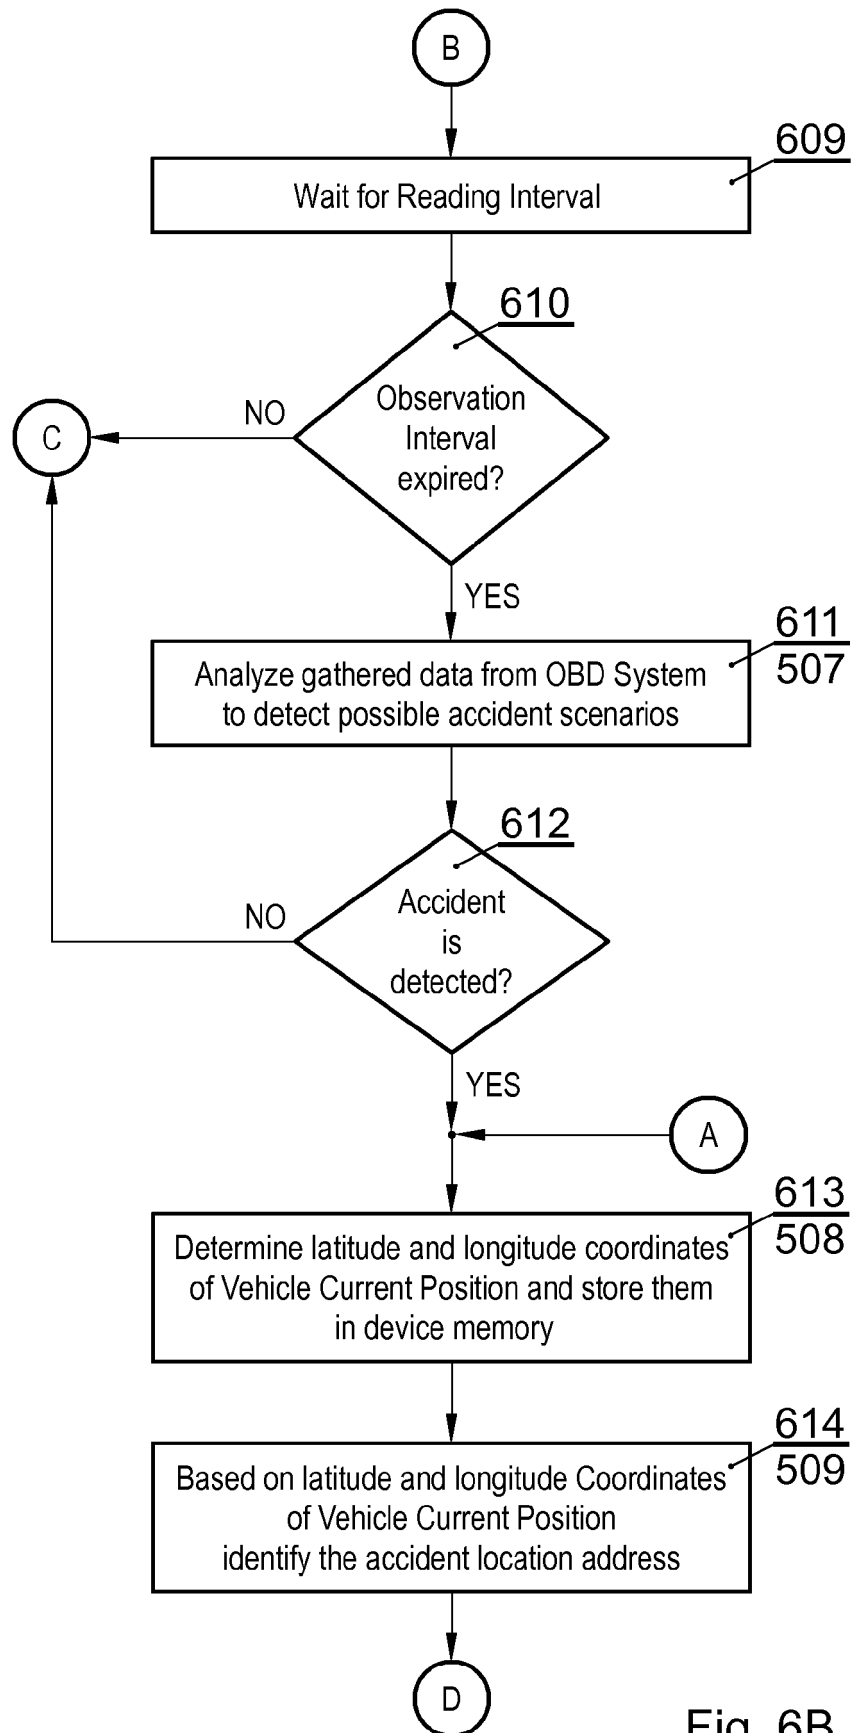 B
609
Wait for Reading Interval
610
Observation
Interval
expired?
NO
C
YES
611
507
Analyze gathered data from OBD System
to detect possible accident scenarios
612
Accident
is
detected?
NO
YES
A
613
508
Determine latitude and longitude coordinates
of Vehicle Current Position and store them
in device memory
614
509
Based on latitude and longitude Coordinates
of Vehicle Current Position
identify the accident location address
D
Fig. 6B